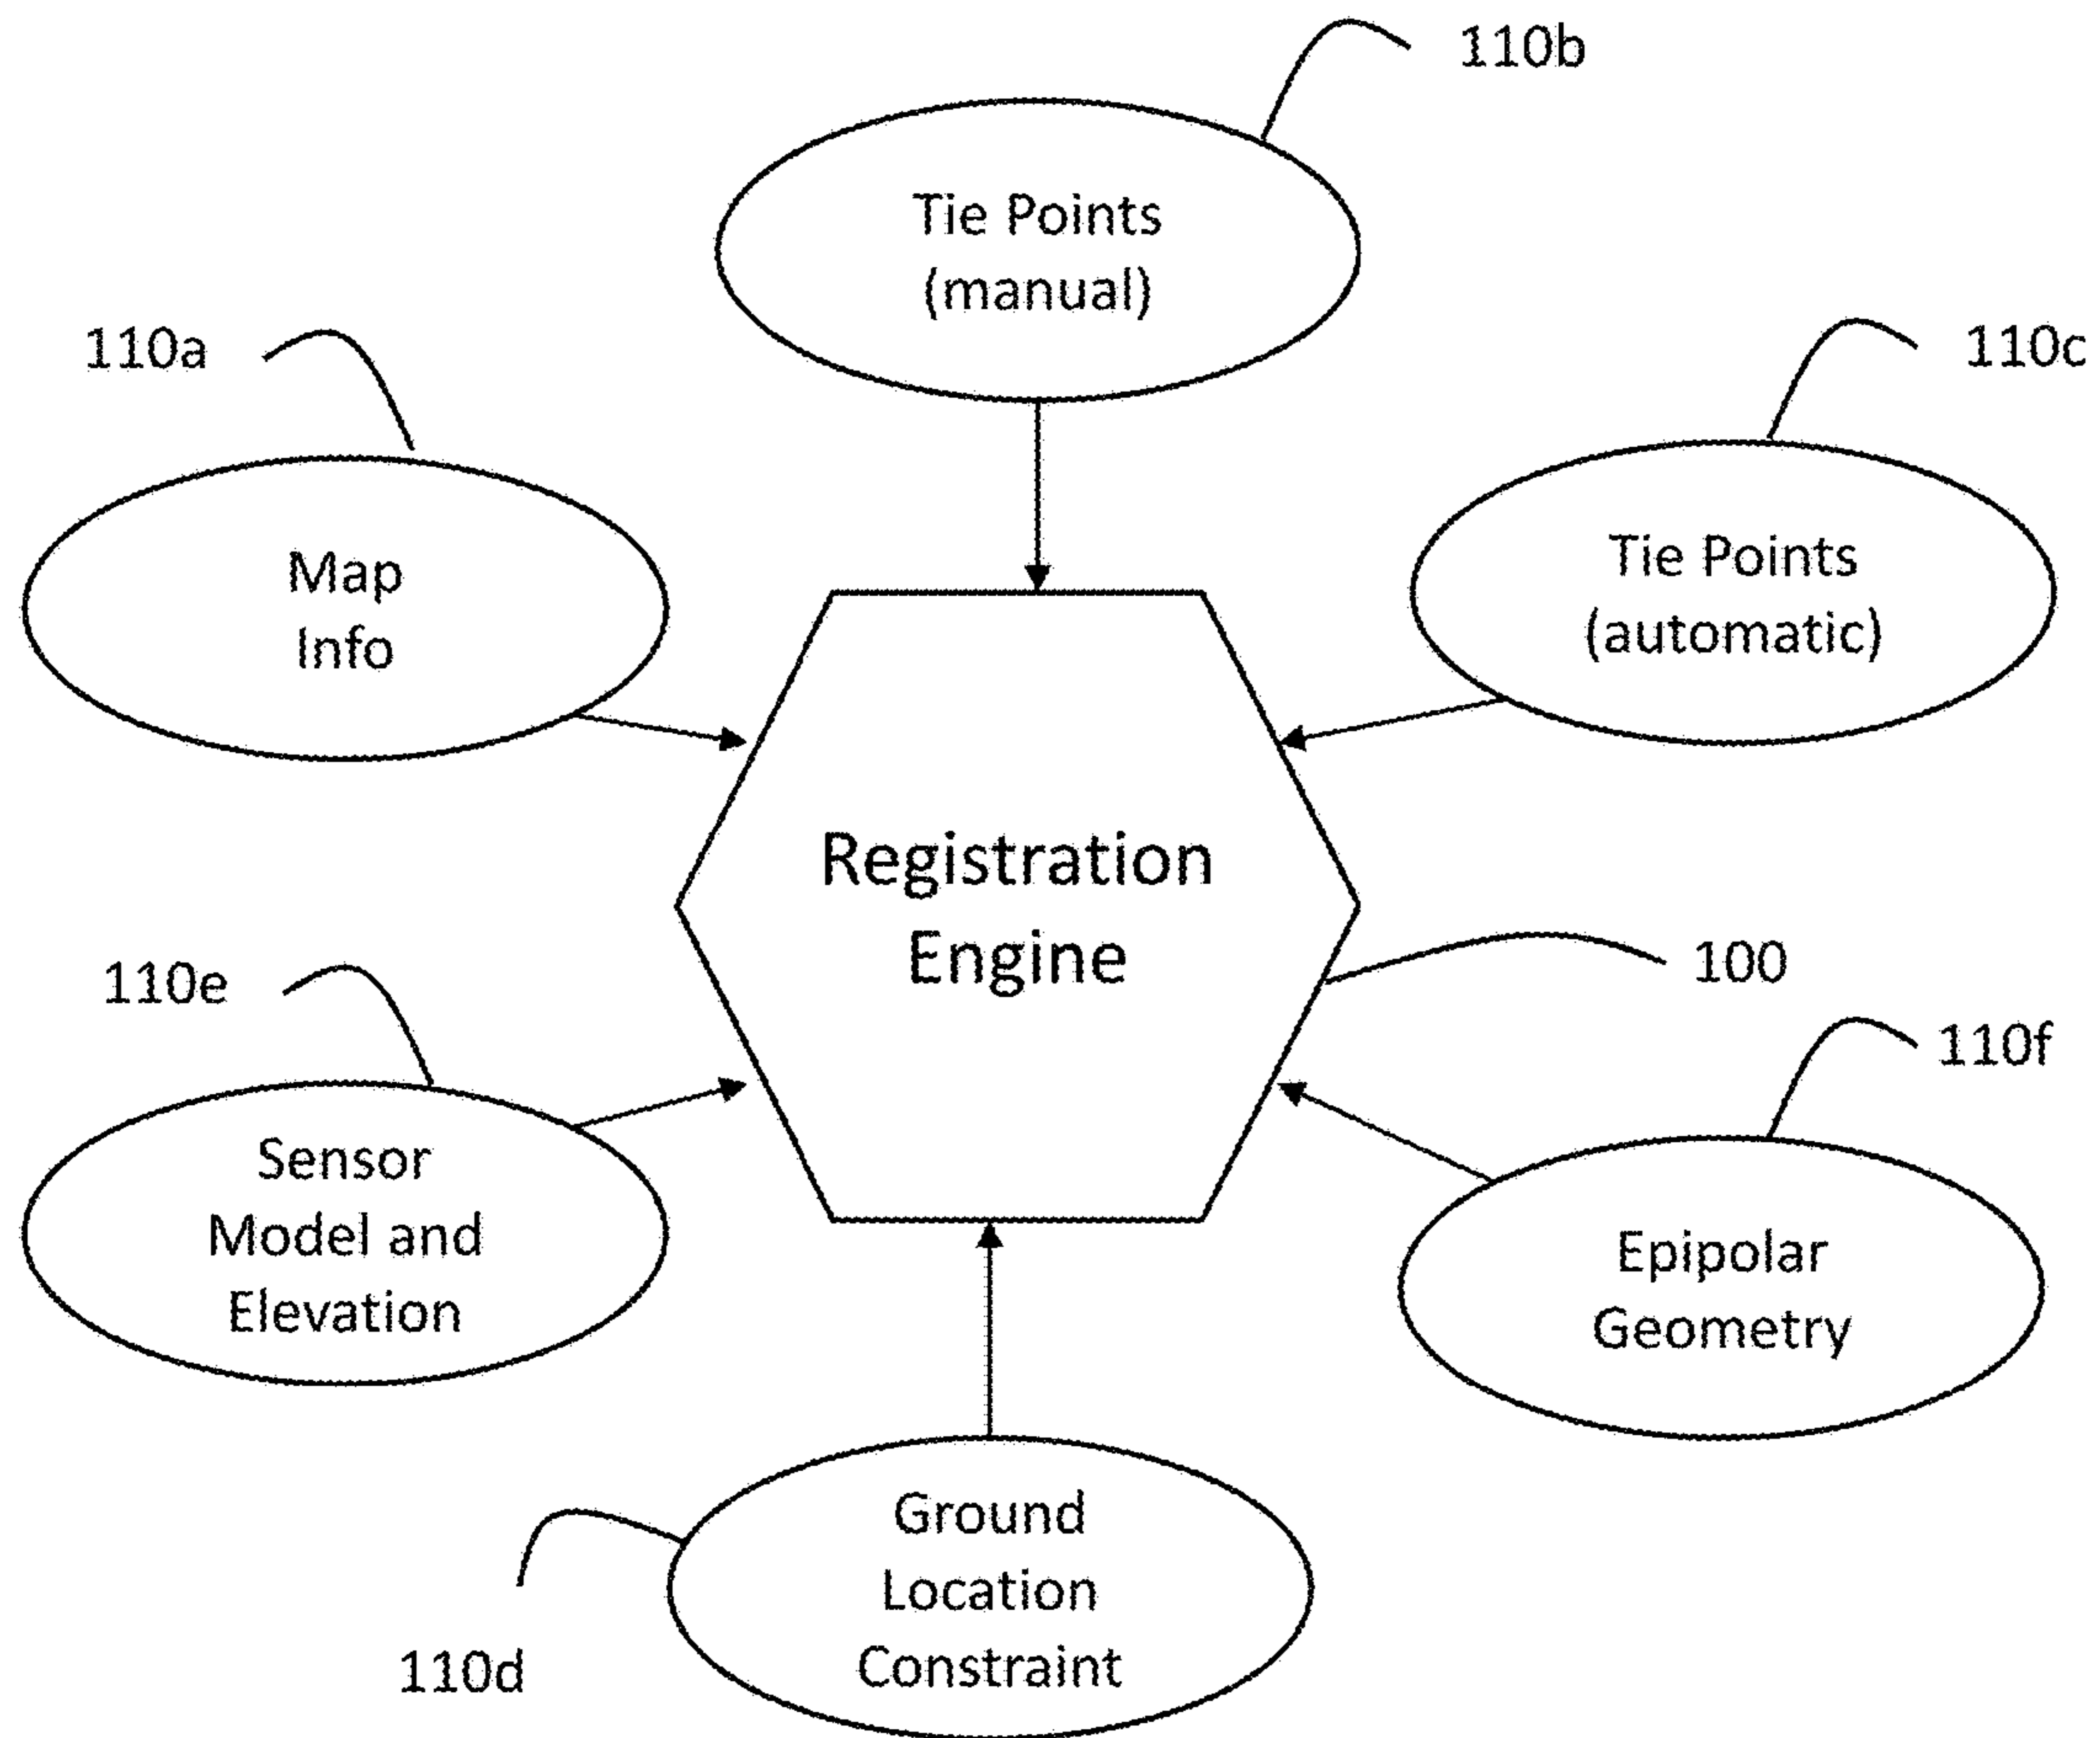 110b
Tie Points
(manual)
110a
110c
Map
Info
Tie Points
(automatic)
Registration
Engine
100
110e
110f
Sensor
Model and
Elevation
Epipolar
Geometry
Ground
Location
Constraint
110d